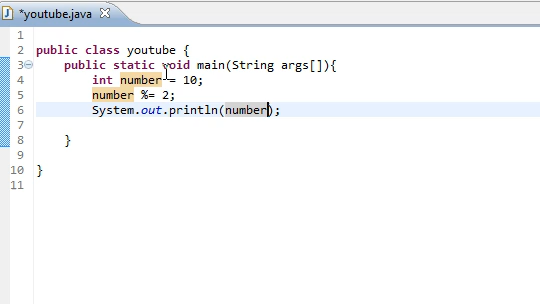 *youtube.java
1
2 public class youtube {
3 public static void main(String args[]){
4 int number = 10;
5 number %= 2;
6 System.out.println(number);
7
8 }
9
10 }
11